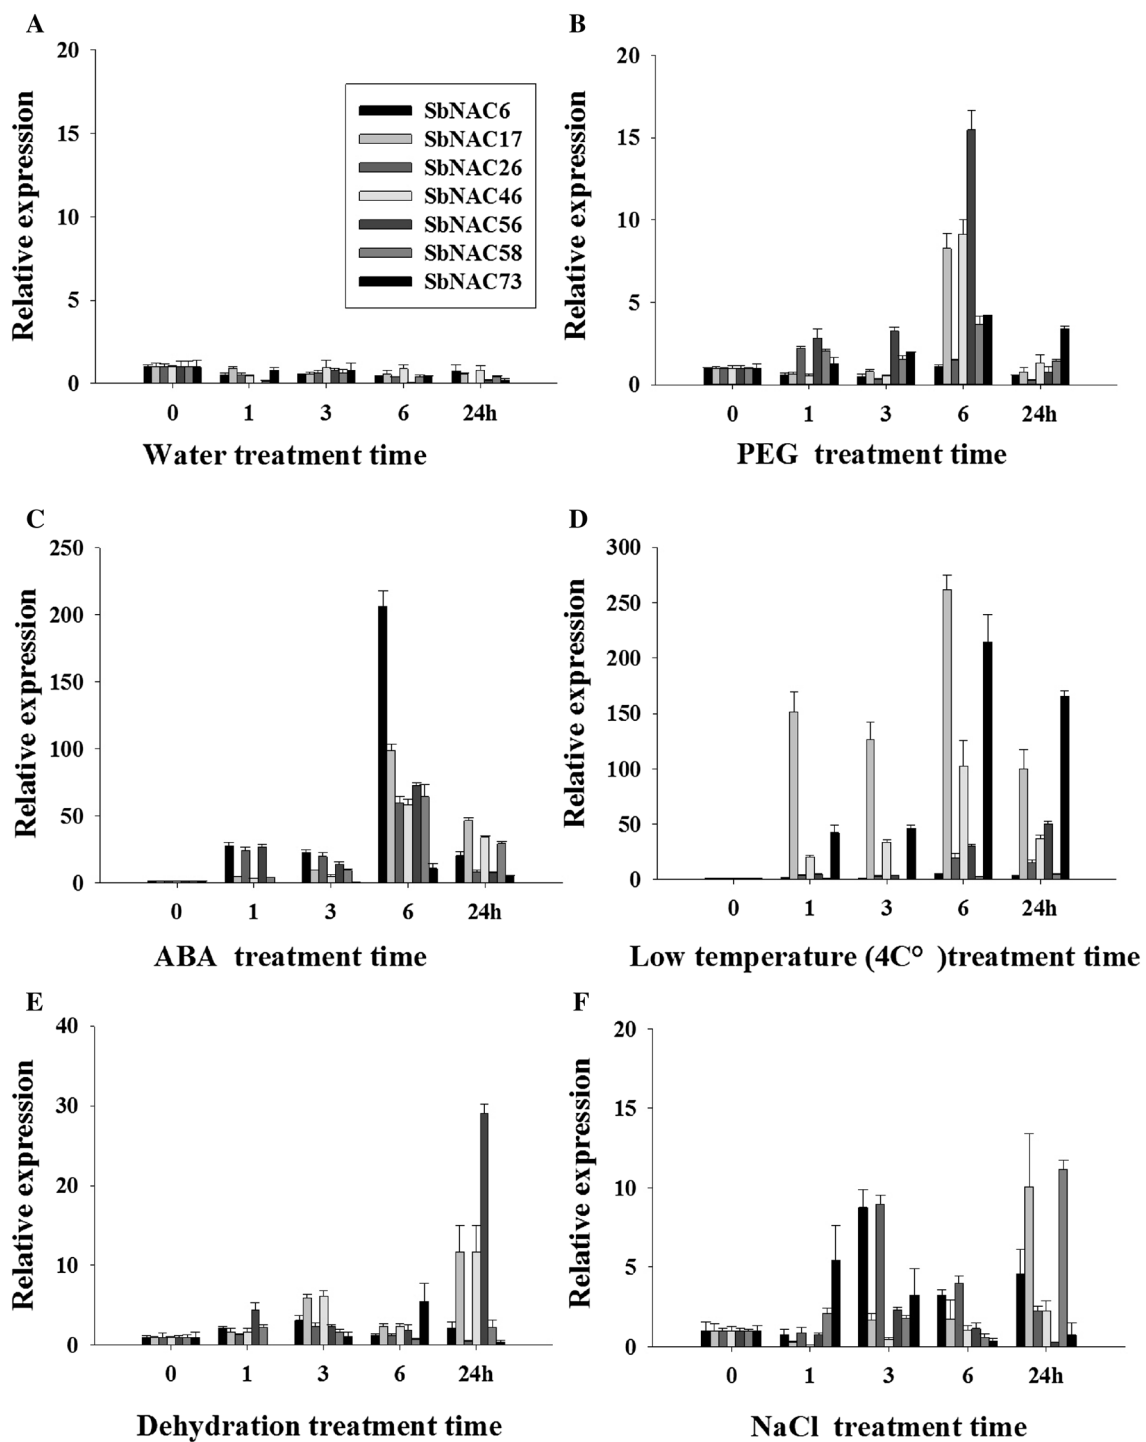 A
Relative expression
20
15
10
5
0
SbNAC6
SbNAC17
SbNAC26
SbNAC46
SbNAC56
SbNAC58
SbNAC73
0 1 3 6 24h
Water treatment time
B
Relative expression
20
15
10
5
0
0 1 3 6 24h
PEG treatment time
C
Relative expression
250
200
150
100
50
0
0 1 3 6 24h
ABA treatment time
D
Relative expression
300
250
200
150
100
50
0
0 1 3 6 24h
Low temperature (4C° )treatment time
E
Relative expression
40
30
20
10
0
0 1 3 6 24h
Dehydration treatment time
F
Relative expression
20
15
10
5
0
0 1 3 6 24h
NaCl treatment time